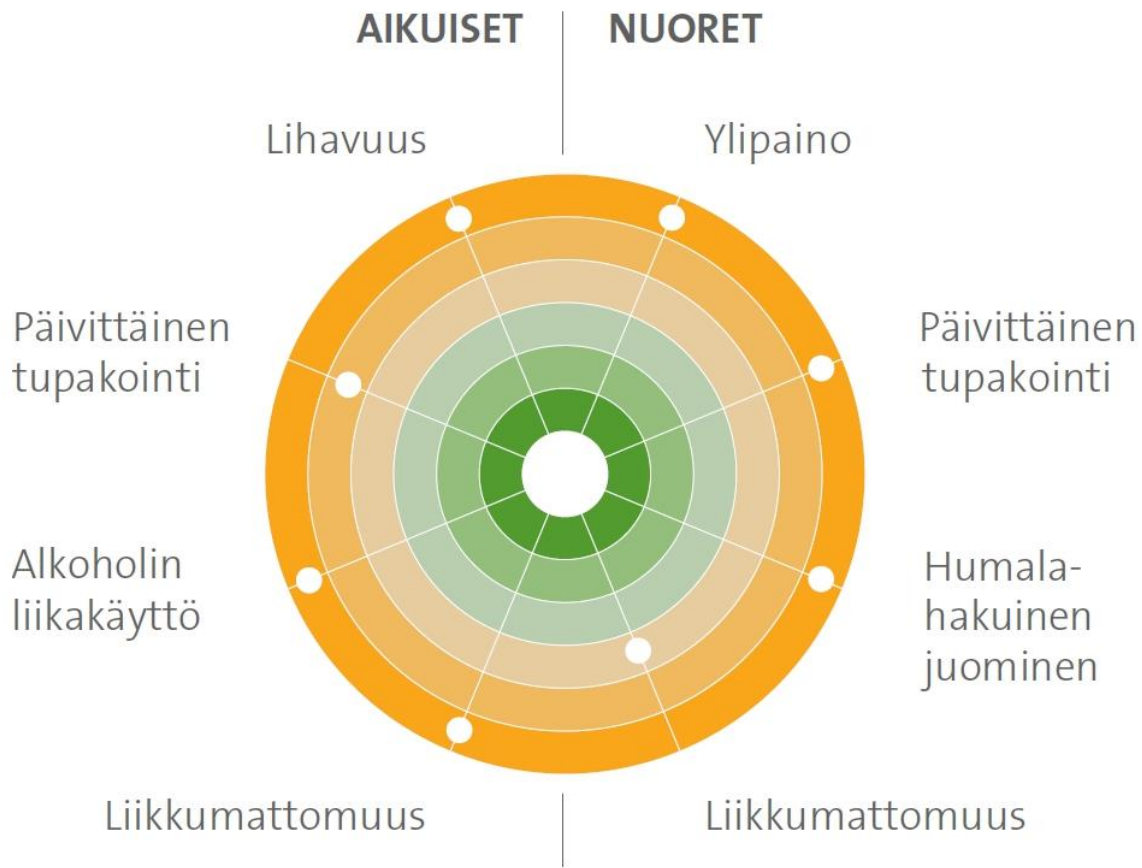 AIKUISET
NUORET
Lihavuus
Ylipaino
Päivittäinen
tupakointi
Päivittäinen
tupakointi
Alkoholin
liikakäyttö
Humala-
hakuinen
juominen
Liikkumattomuus
Liikkumattomuus